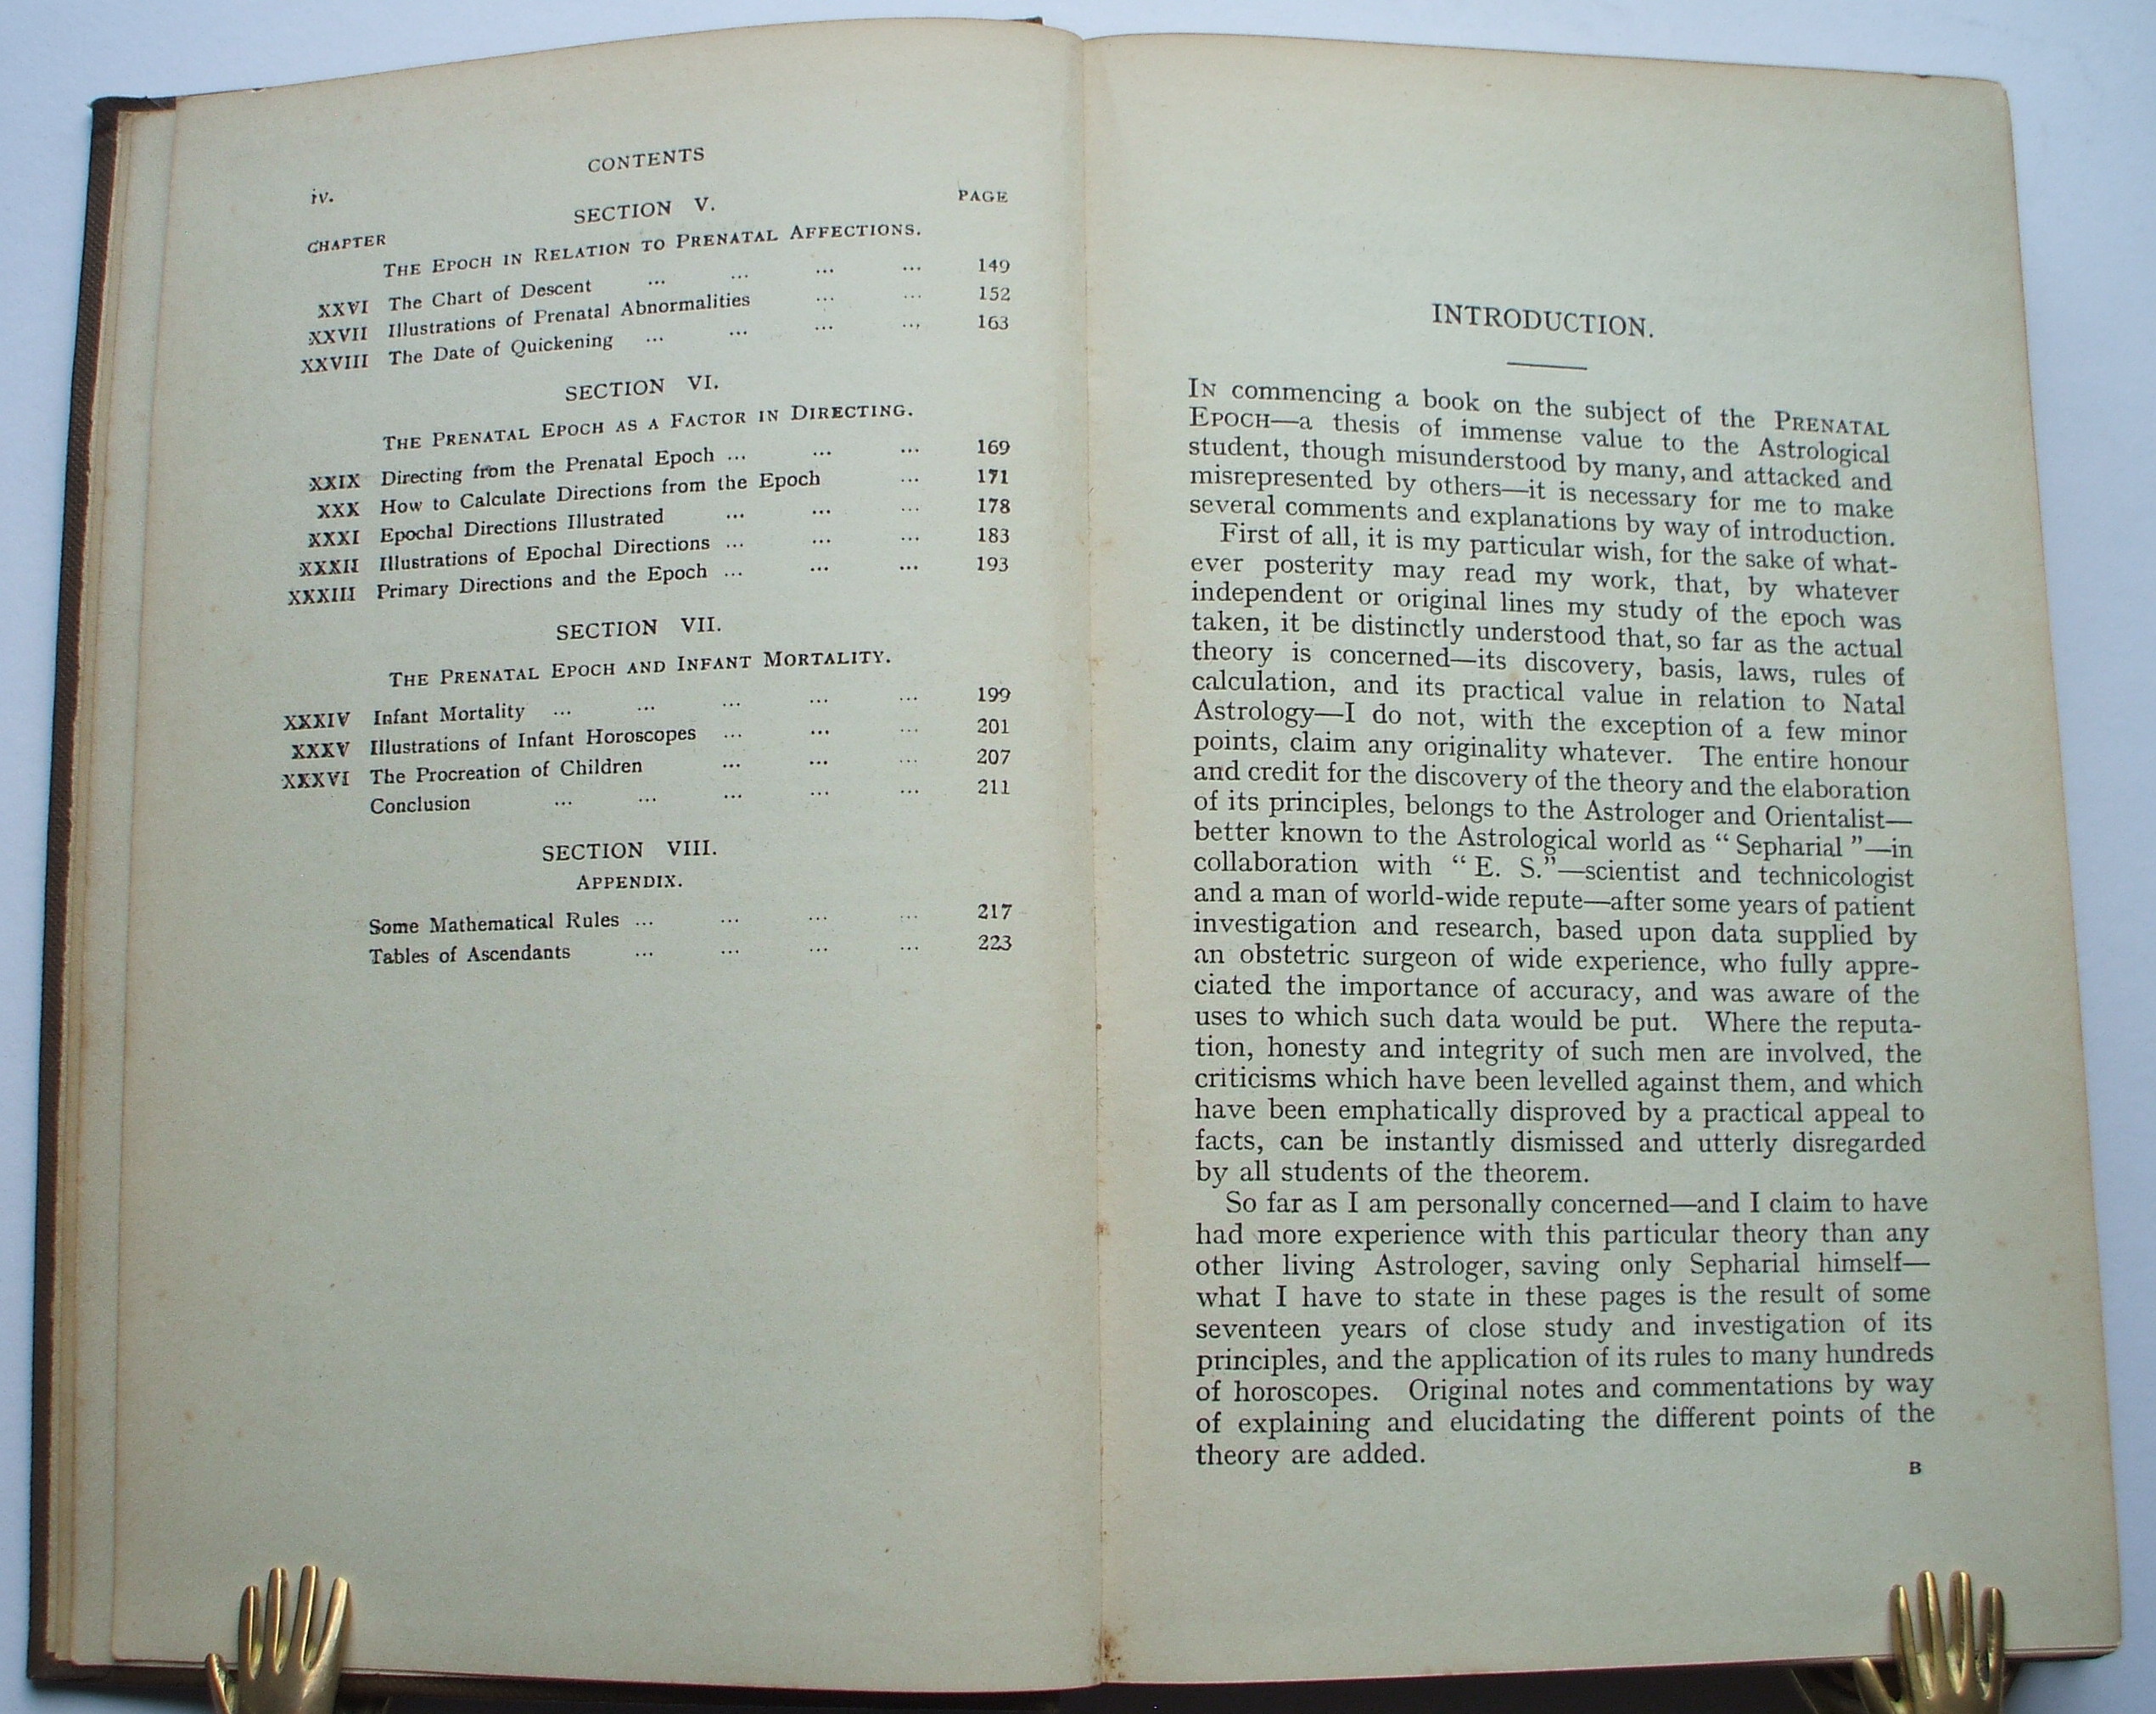 CONTENTS
iv.
SECTION V.
PAGE
CHAPTER
THE EPOCH IN RELATION TO PRENATAL AFFECTIONS.
XXVI The Chart of Descent ... ... ... ... 149
XXVII Illustrations of Prenatal Abnormalities ... ... 152
XXVIII The Date of Quickening ... ... ... ... 163
SECTION VI.
THE PRENATAL EPOCH AS A FACTOR IN DIRECTING.
XXIX Directing from the Prenatal Epoch ... ... ... 169
XXX How to Calculate Directions from the Epoch ... 171
XXXI Epochal Directions Illustrated ... ... ... 178
XXXII Illustrations of Epochal Directions ... ... ... 183
XXXIII Primary Directions and the Epoch ... ... ... 193
SECTION VII.
THE PRENATAL EPOCH AND INFANT MORTALITY.
XXXIV Infant Mortality ... ... ... ... ... 199
XXXV Illustrations of Infant Horoscopes ... ... ... 201
XXXVI The Procreation of Children ... ... ... 207
Conclusion ... ... ... ... ... 211
SECTION VIII.
APPENDIX.
Some Mathematical Rules ... ... ... ... 217
Tables of Ascendants ... ... ... ... 223
INTRODUCTION.
IN commencing a book on the subject of the PRENATAL
EPOCH—a thesis of immense value to the Astrological
student, though misunderstood by many, and attacked and
misrepresented by others—it is necessary for me to make
several comments and explanations by way of introduction.
First of all, it is my particular wish, for the sake of what-
ever posterity may read my work, that, by whatever
independent or original lines my study of the epoch was
taken, it be distinctly understood that, so far as the actual
theory is concerned—its discovery, basis, laws, rules of
calculation, and its practical value in relation to Natal
Astrology—I do not, with the exception of a few minor
points, claim any originality whatever. The entire honour
and credit for the discovery of the theory and the elaboration
of its principles, belongs to the Astrologer and Orientalist—
better known to the Astrological world as “ Sepharial ”—in
collaboration with “ E. S.”—scientist and technicologist
and a man of world-wide repute—after some years of patient
investigation and research, based upon data supplied by
an obstetric surgeon of wide experience, who fully appre-
ciated the importance of accuracy, and was aware of the
uses to which such data would be put. Where the reputa-
tion, honesty and integrity of such men are involved, the
criticisms which have been levelled against them, and which
have been emphatically disproved by a practical appeal to
facts, can be instantly dismissed and utterly disregarded
by all students of the theorem.
So far as I am personally concerned—and I claim to have
had more experience with this particular theory than any
other living Astrologer, saving only Sepharial himself—
what I have to state in these pages is the result of some
seventeen years of close study and investigation of its
principles, and the application of its rules to many hundreds
of horoscopes. Original notes and commentations by way
of explaining and elucidating the different points of the
theory are added.
B